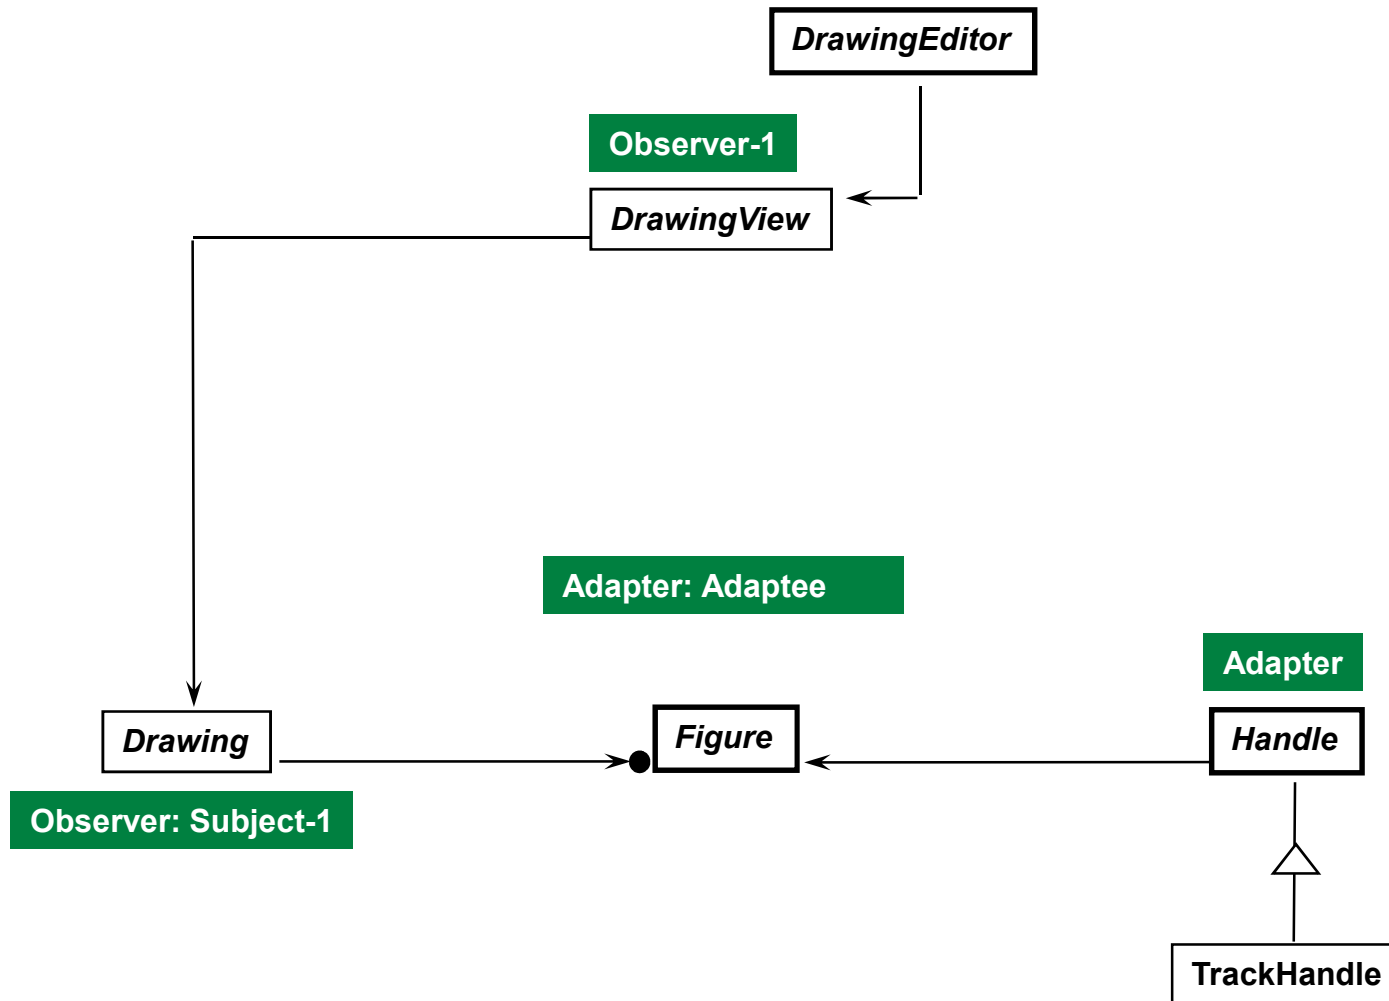 DrawingEditor
Observer-1
DrawingView
Adapter: Adaptee
Adapter
Drawing
Figure
Handle
Observer: Subject-1
TrackHandle